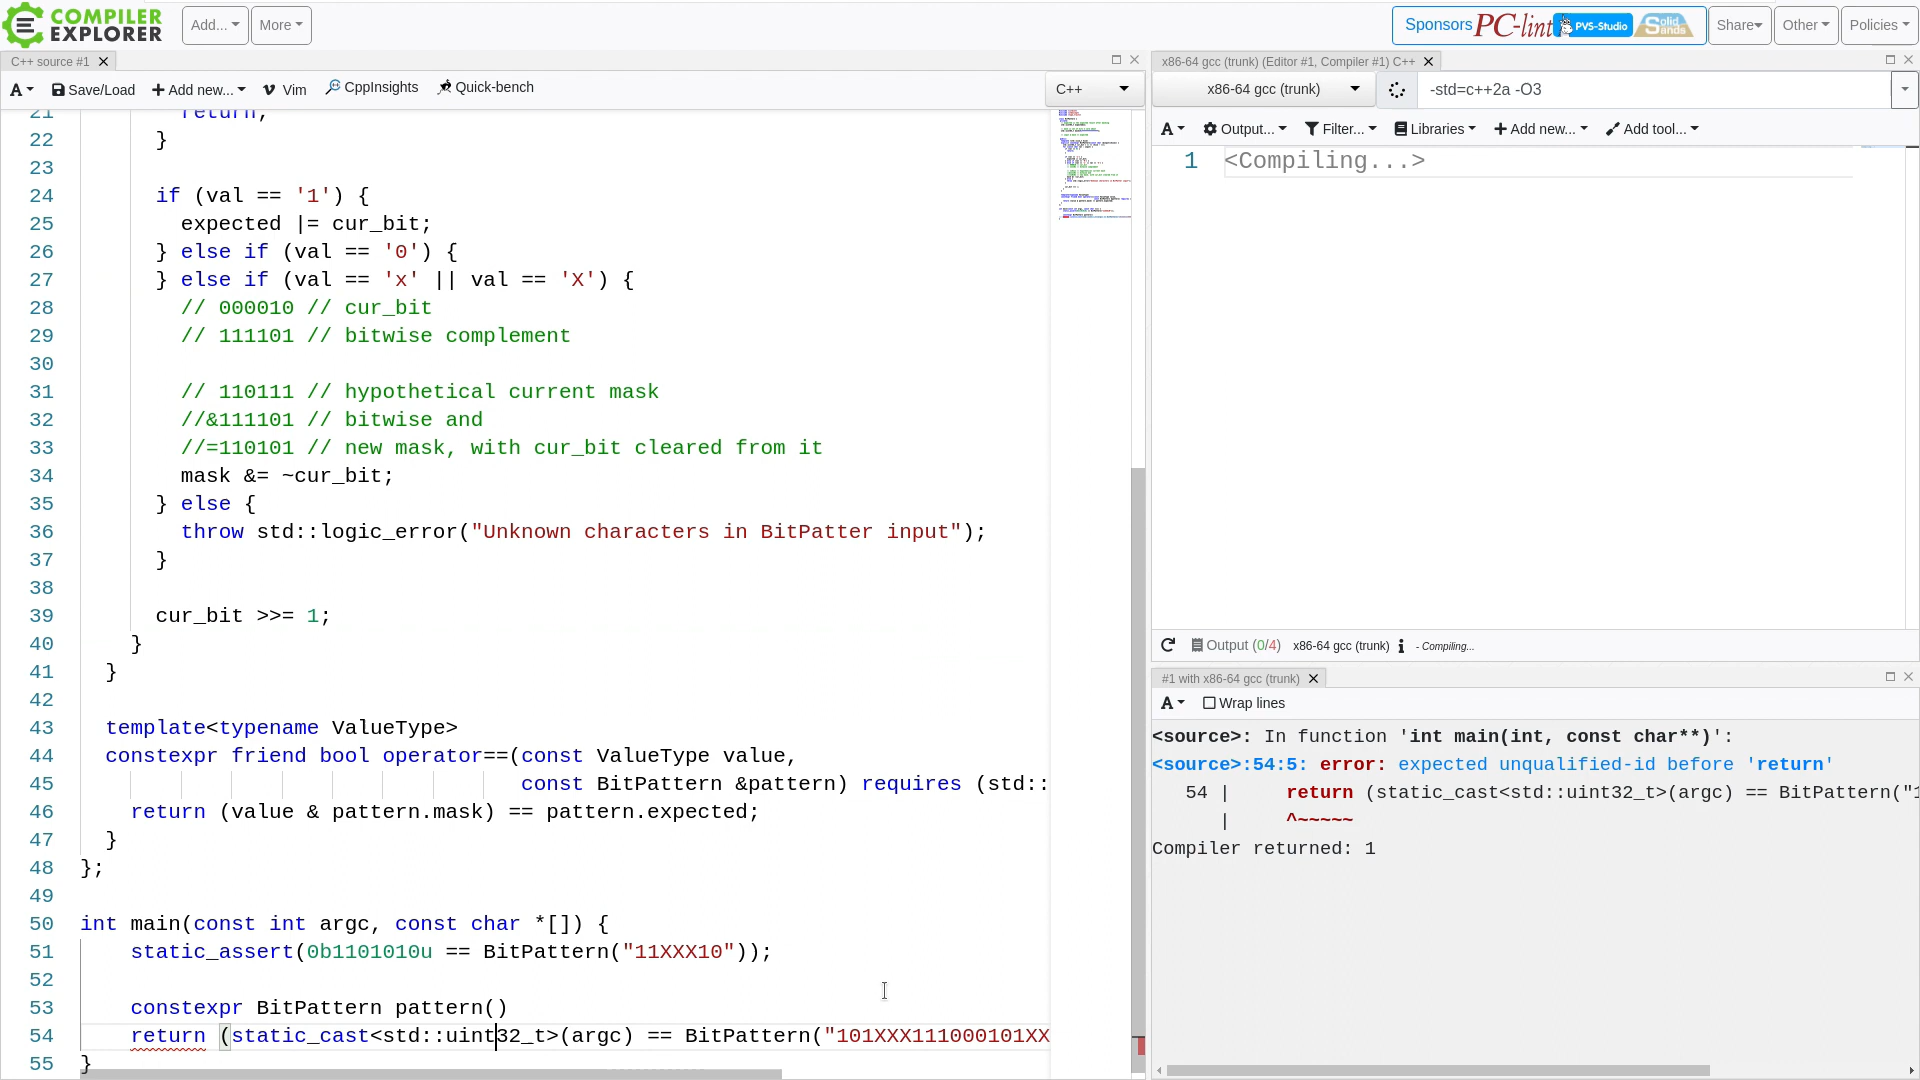 COMPILER
EXPLORER
Add...
More
Sponsors PC-lint PVS-Studio Solid Sands
Share
Other
Policies
C++ source #1
A
Save/Load
Add new...
Vim
CppInsights
Quick-bench
C++
21 return;
22 }
23
24 if (val == '1') {
25 expected |= cur_bit;
26 } else if (val == '0') {
27 } else if (val == 'x' || val == 'X') {
28 // 000010 // cur_bit
29 // 111101 // bitwise complement
30
31 // 110111 // hypothetical current mask
32 //&111101 // bitwise and
33 //=110101 // new mask, with cur_bit cleared from it
34 mask &= ~cur_bit;
35 } else {
36 throw std::logic_error("Unknown characters in BitPatter input");
37 }
38
39 cur_bit >>= 1;
40 }
41 }
42
43 template<typename ValueType>
44 constexpr friend bool operator==(const ValueType value,
45 const BitPattern &pattern) requires (std::
46 return (value & pattern.mask) == pattern.expected;
47 }
48 };
49
50 int main(const int argc, const char *[]) {
51 static_assert(0b1101010u == BitPattern("11XXX10"));
52
53 constexpr BitPattern pattern()
54 return (static_cast<std::uint32_t>(argc) == BitPattern("101XXX111000101XX
55 }
x86-64 gcc (trunk) (Editor #1, Compiler #1) C++
x86-64 gcc (trunk)
-std=c++2a -O3
A
Output...
Filter...
Libraries
Add new...
Add tool...
1 <Compiling...>
Output (0/4) x86-64 gcc (trunk) i - Compiling...
#1 with x86-64 gcc (trunk)
A
Wrap lines
<source>: In function 'int main(int, const char**)':
<source>:54:5: error: expected unqualified-id before 'return'
54 | return (static_cast<std::uint32_t>(argc) == BitPattern("1
| ^~~~~~
Compiler returned: 1